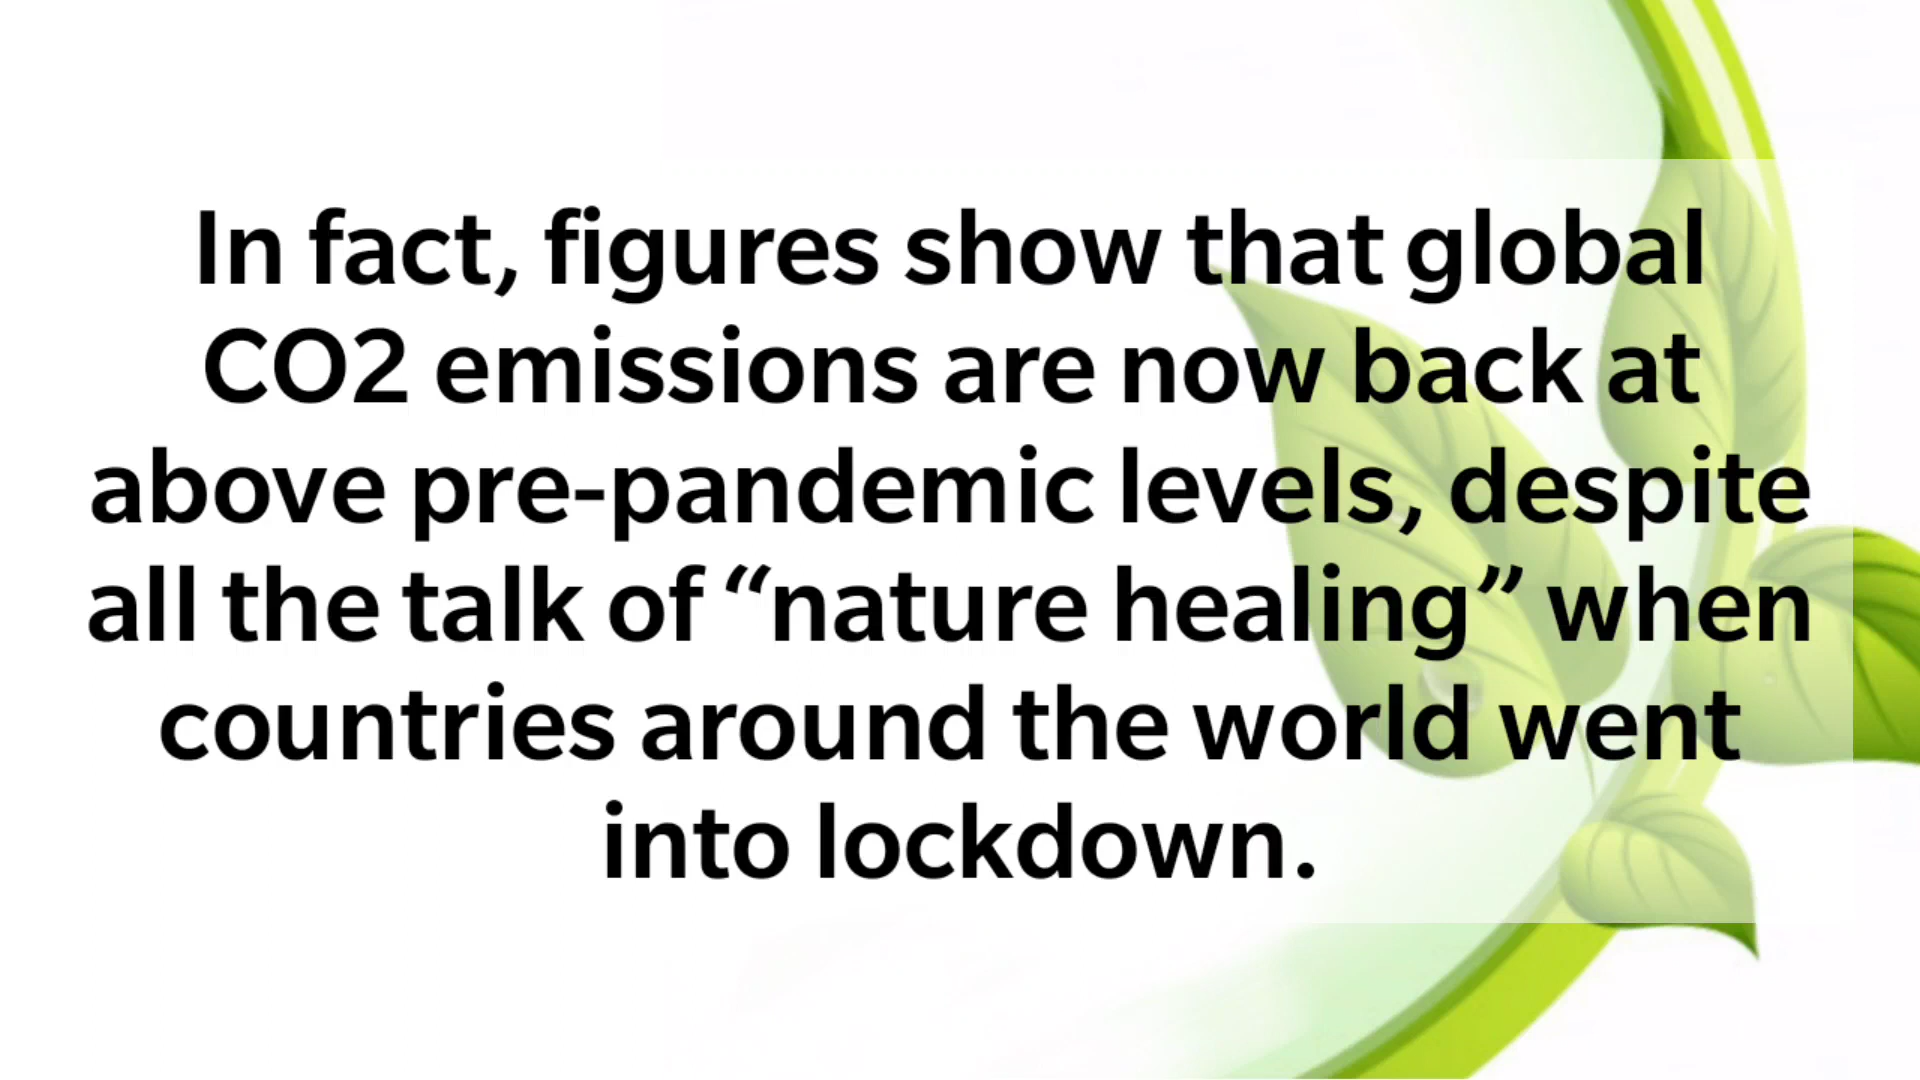 In fact, figures show that global
CO2 emissions are now back at
above pre-pandemic levels, despite
all the talk of “nature healing” when
countries around the world went
into lockdown.